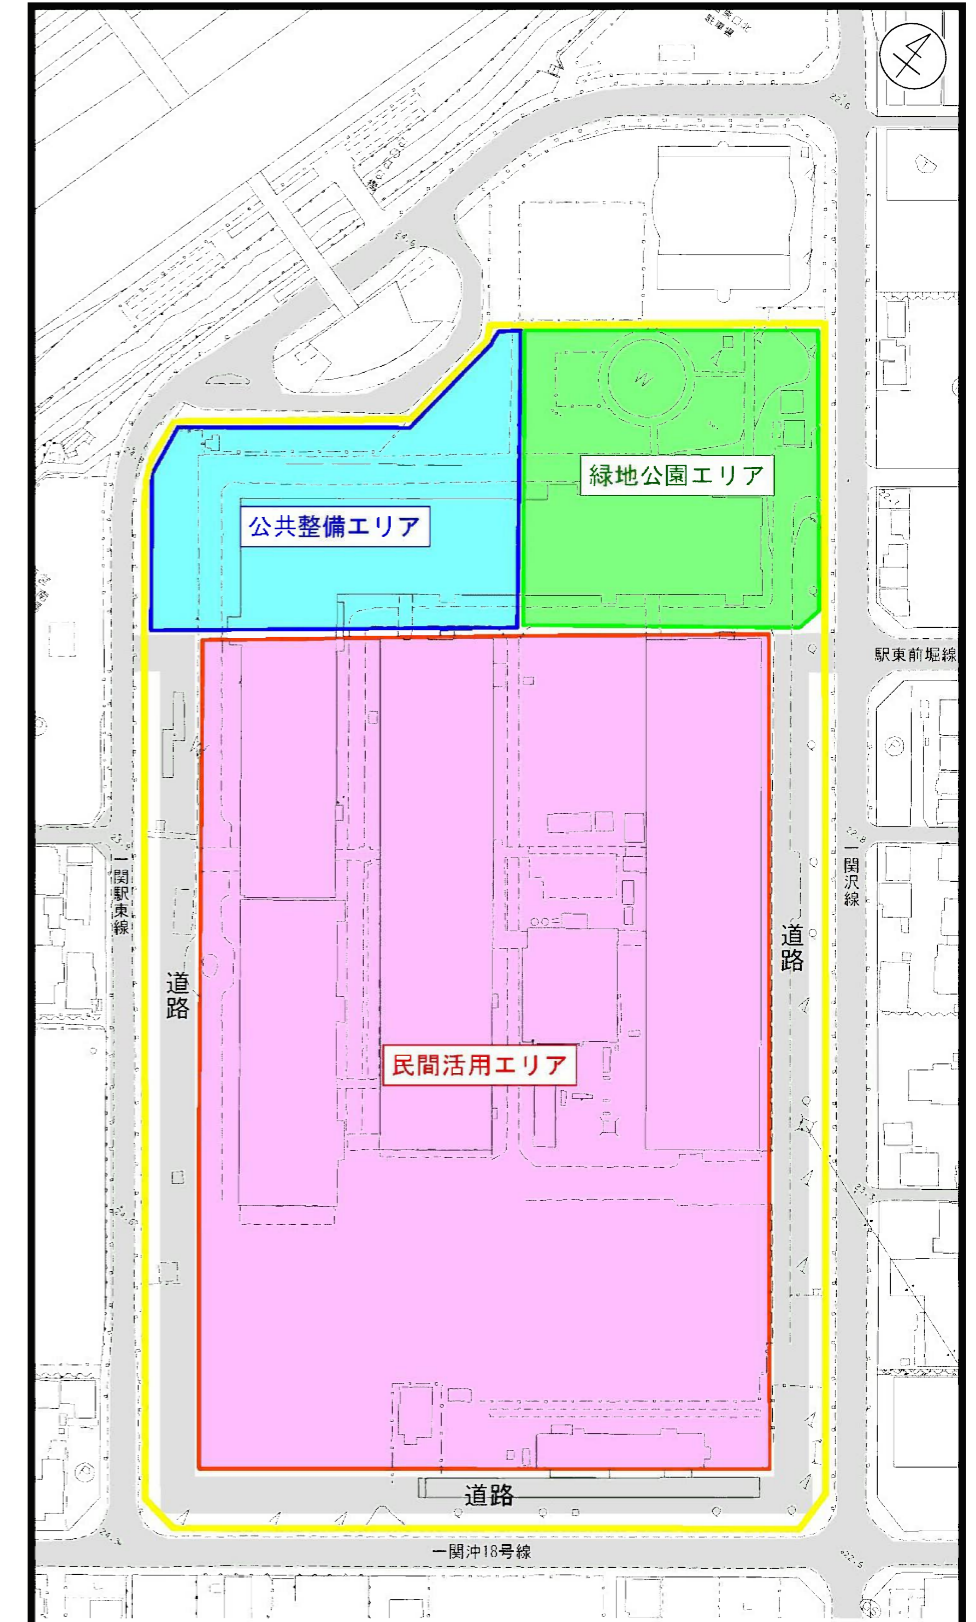 緑地公園エリア
公共整備エリア
駅東前堀線
一関駅東線
一関沢線
道路
道路
民間活用エリア
道路
一関沖18号線